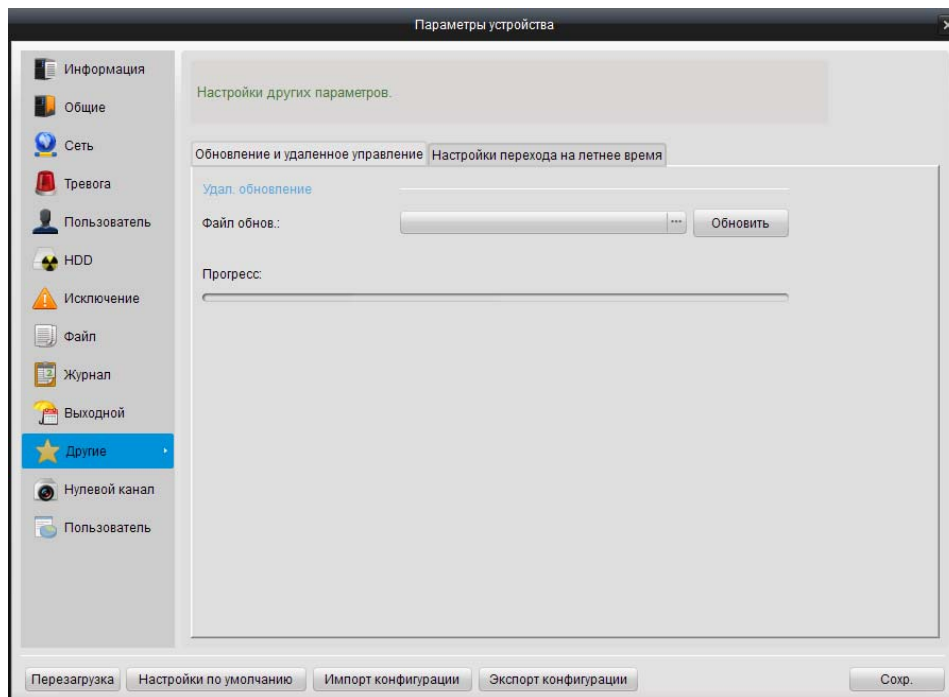 Параметры устройства
Информация
Общие
Сеть
Тревога
Пользователь
HDD
Исключение
Файл
Журнал
Выходной
Другие
Нулевой канал
Пользователь
Настройки других параметров.
Обновление и удаленное управление
Настройки перехода на летнее время
Удал. обновление
Файл обнов.:
...
Обновить
Прогресс:
Перезагрузка
Настройки по умолчанию
Импорт конфигурации
Экспорт конфигурации
Сохр.